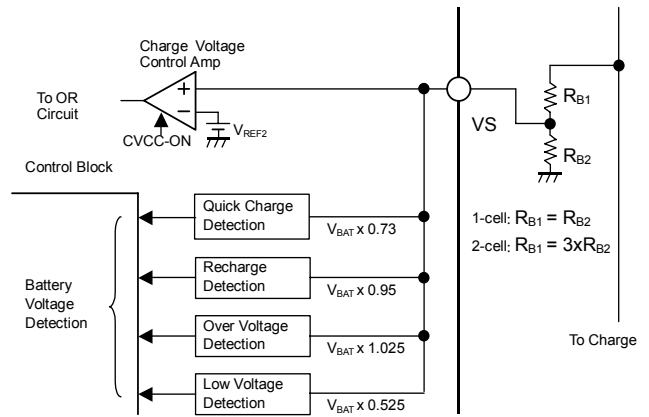 Charge Voltage
Control Amp
To OR
Circuit
+
−
CVCC-ON
VREF2
VS
RB1
RB2
Control Block
Quick Charge
Detection
VBAT x 0.73
1-cell: RB1 = RB2
2-cell: RB1 = 3xRB2
Recharge
Detection
VBAT x 0.95
Battery
Voltage
Detection
Over Voltage
Detection
VBAT x 1.025
To Charge
Low Voltage
Detection
VBAT x 0.525